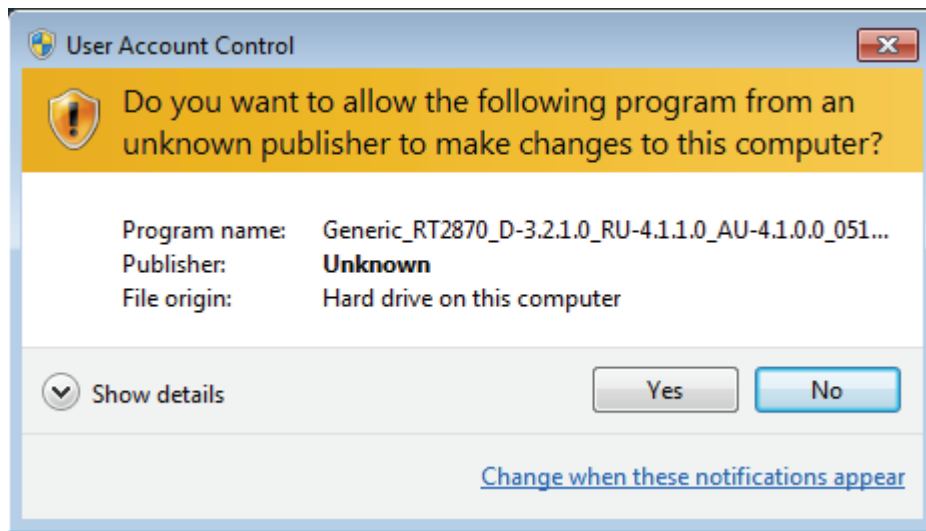 User Account Control
Do you want to allow the following program from an
unknown publisher to make changes to this computer?
Program name: Generic_RT2870_D-3.2.1.0_RU-4.1.1.0_AU-4.1.0.0_051...
Publisher: Unknown
File origin: Hard drive on this computer
Show details Yes No
Change when these notifications appear